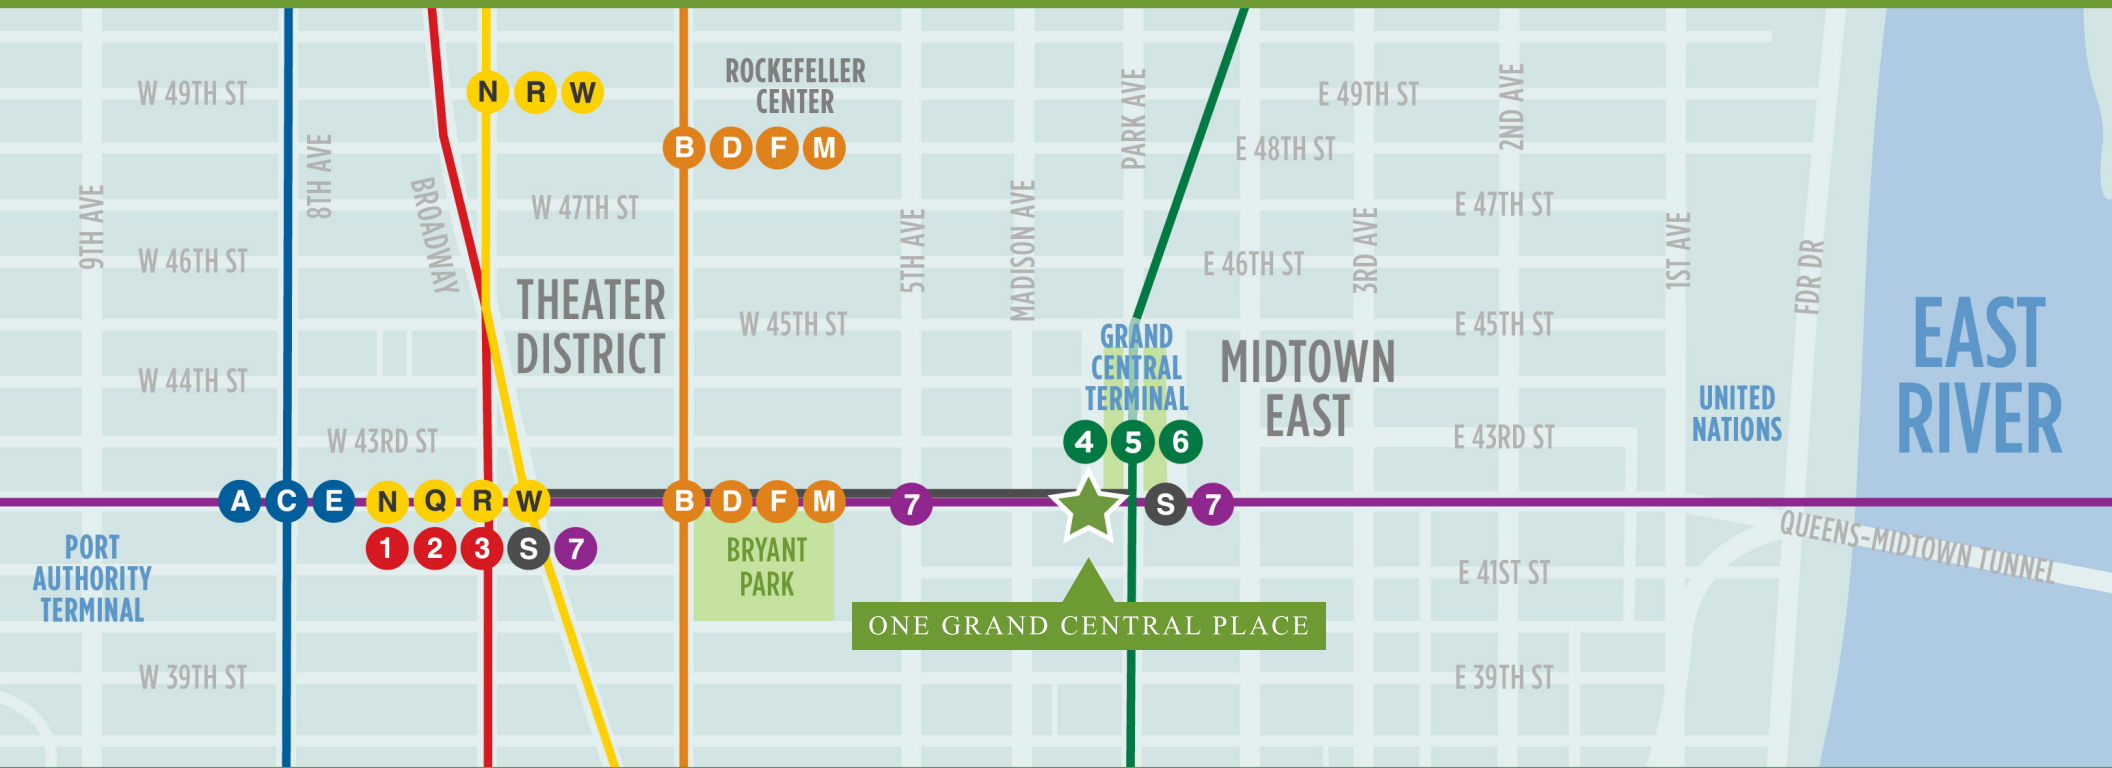 W 49TH ST
N R W
ROCKEFELLER
CENTER
B D F M
PARK AVE
E 49TH ST
2ND AVE
E 48TH ST
9TH AVE
8TH AVE
BROADWAY
W 47TH ST
5TH AVE
MADISON AVE
3RD AVE
E 47TH ST
1ST AVE
FDR DR
W 46TH ST
E 46TH ST
THEATER
DISTRICT
W 45TH ST
GRAND
CENTRAL
TERMINAL
MIDTOWN
EAST
E 45TH ST
EAST
RIVER
W 44TH ST
UNITED
NATIONS
W 43RD ST
4 5 6
E 43RD ST
A C E N Q R W
B D F M
7
S 7
1 2 3 S 7
PORT
AUTHORITY
TERMINAL
BRYANT
PARK
QUEENS-MIDTOWN TUNNEL
E 41ST ST
ONE GRAND CENTRAL PLACE
W 39TH ST
E 39TH ST